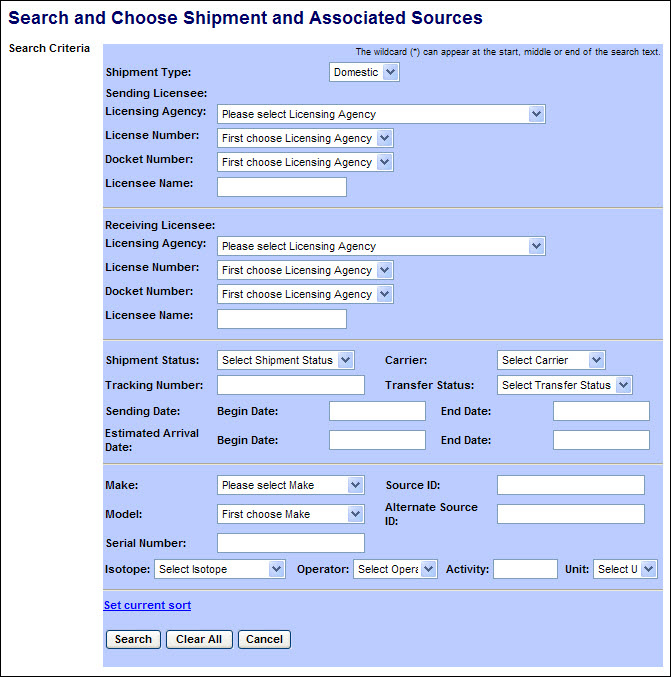 Search and Choose Shipment and Associated Sources
Search Criteria
The wildcard (*) can appear at the start, middle or end of the search text.
Shipment Type: Domestic
Sending Licensee:
Licensing Agency: Please select Licensing Agency
License Number: First choose Licensing Agency
Docket Number: First choose Licensing Agency
Licensee Name:
Receiving Licensee:
Licensing Agency: Please select Licensing Agency
License Number: First choose Licensing Agency
Docket Number: First choose Licensing Agency
Licensee Name:
Shipment Status: Select Shipment Status Carrier: Select Carrier
Tracking Number: Transfer Status: Select Transfer Status
Sending Date: Begin Date: End Date:
Estimated Arrival
Date: Begin Date: End Date:
Make: Please select Make Source ID:
Model: First choose Make Alternate Source
ID:
Serial Number:
Isotope: Select Isotope Operator: Select Opera Activity: Unit: Select U
Set current sort
Search Clear All Cancel